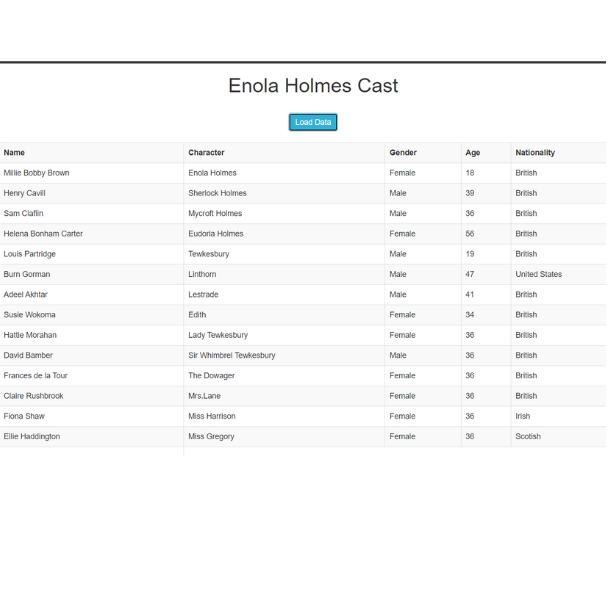 Enola Holmes Cast
Load Data
Name Character Gender Age Nationality
Millie Bobby Brown Enola Holmes Female 18 British
Henry Cavill Sherlock Holmes Male 39 British
Sam Claflin Mycroft Holmes Male 36 British
Helena Bonham Carter Eudoria Holmes Female 56 British
Louis Partridge Tewkesbury Male 19 British
Burn Gorman Linthorn Male 47 United States
Adeel Akhtar Lestrade Male 41 British
Susie Wokoma Edith Female 34 British
Hattie Morahan Lady Tewkesbury Female 36 British
David Bamber Sir Whimbrel Tewkesbury Male 36 British
Frances de la Tour The Dowager Female 36 British
Claire Rushbrook Mrs.Lane Female 36 British
Fiona Shaw Miss Harrison Female 36 Irish
Ellie Haddington Miss Gregory Female 36 Scotish